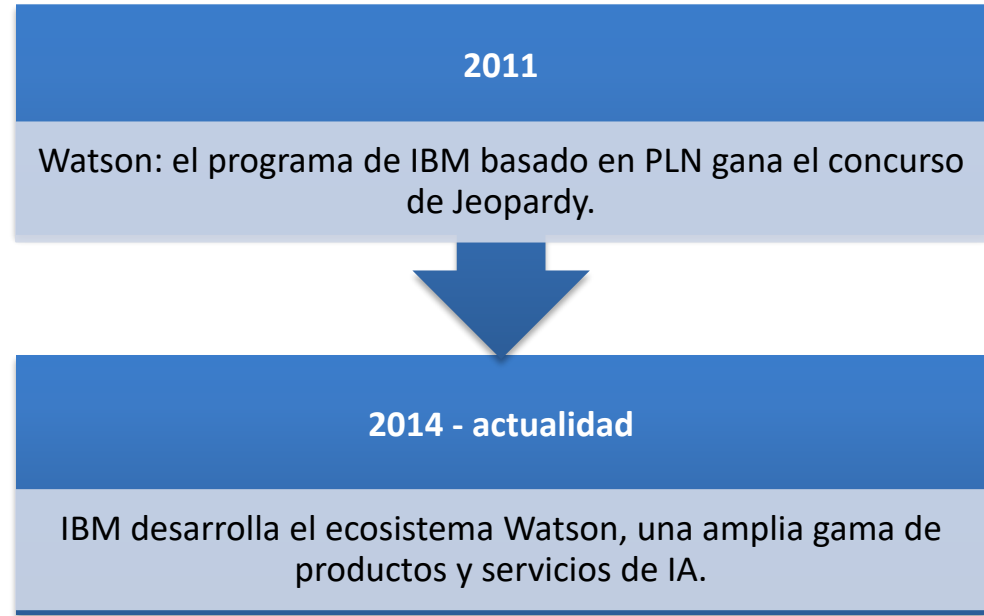 2011
Watson: el programa de IBM basado en PLN gana el concurso
de Jeopardy.
2014 - actualidad
IBM desarrolla el ecosistema Watson, una amplia gama de
productos y servicios de IA.